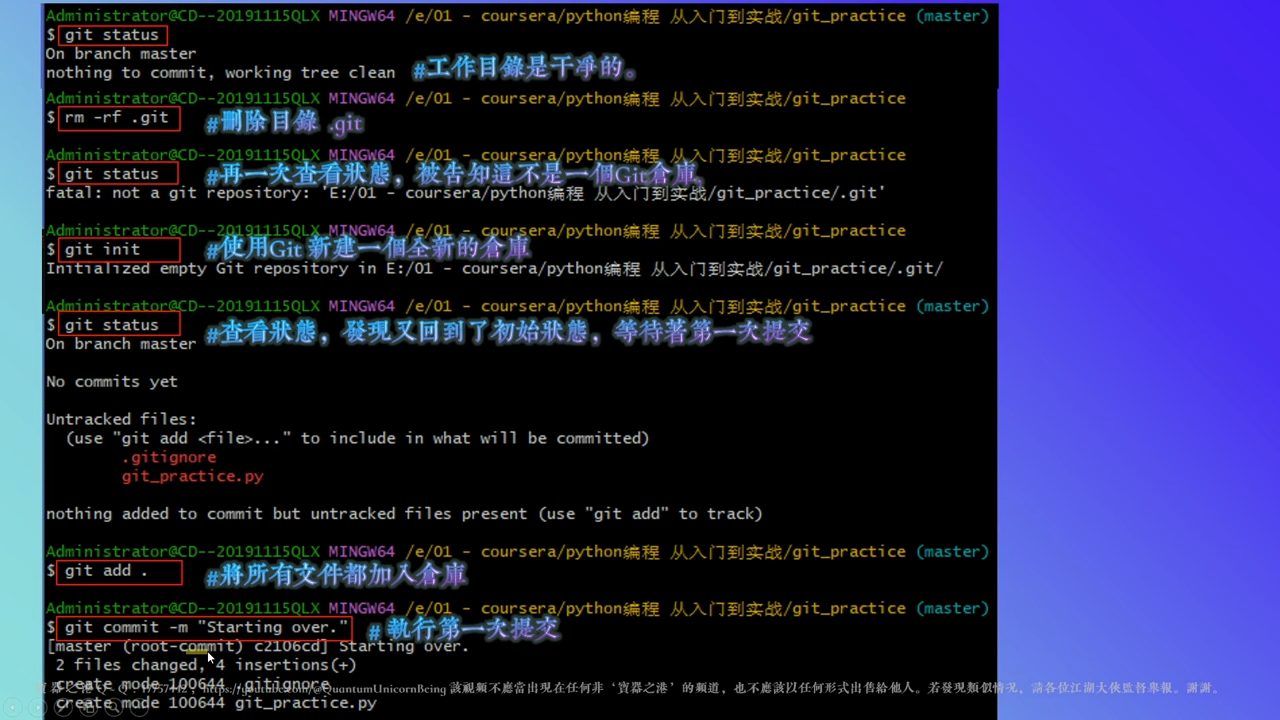 Administrator@CD--20191115QLX MINGW64 /e/01 - coursera/python编程 从入门到实战/git_practice (master)
$ git status
On branch master
nothing to commit, working tree clean #工作目錄是干凈的。
Administrator@CD--20191115QLX MINGW64 /e/01 - coursera/python编程 从入门到实战/git_practice
$ rm -rf .git #刪除目錄 .git
Administrator@CD--20191115QLX MINGW64 /e/01 - coursera/python编程 从入门到实战/git_practice
$ git status #再一次查看狀態，被告知這不是一個Git倉庫。
fatal: not a git repository: 'E:/01 - coursera/python编程 从入门到实战/git_practice/.git'
Administrator@CD--20191115QLX MINGW64 /e/01 - coursera/python编程 从入门到实战/git_practice
$ git init #使用Git 新建一個全新的倉庫
Initialized empty Git repository in E:/01 - coursera/python编程 从入门到实战/git_practice/.git/
Administrator@CD--20191115QLX MINGW64 /e/01 - coursera/python编程 从入门到实战/git_practice (master)
$ git status #查看狀態，發現又回到了初始狀態，等待著第一次提交
On branch master
No commits yet
Untracked files:
(use "git add <file>..." to include in what will be committed)
.gitignore
git_practice.py
nothing added to commit but untracked files present (use "git add" to track)
Administrator@CD--20191115QLX MINGW64 /e/01 - coursera/python编程 从入门到实战/git_practice (master)
$ git add . #將所有文件都加入倉庫
Administrator@CD--20191115QLX MINGW64 /e/01 - coursera/python编程 从入门到实战/git_practice (master)
$ git commit -m "Starting over." # 執行第一次提交
[master (root-commit) c2106cd] Starting over.
2 files changed, 4 insertions(+)
create mode 100644 .gitignore
寶器之港 https://youtube.com/@QuantumUnicornBeing 該視頻不應當出現在任何非‘寶器之港’的頻道，也不應該以任何形式出售給他人。若發現類似情況，請各位江湖大俠監督舉報。謝謝。
create mode 100644 git_practice.py